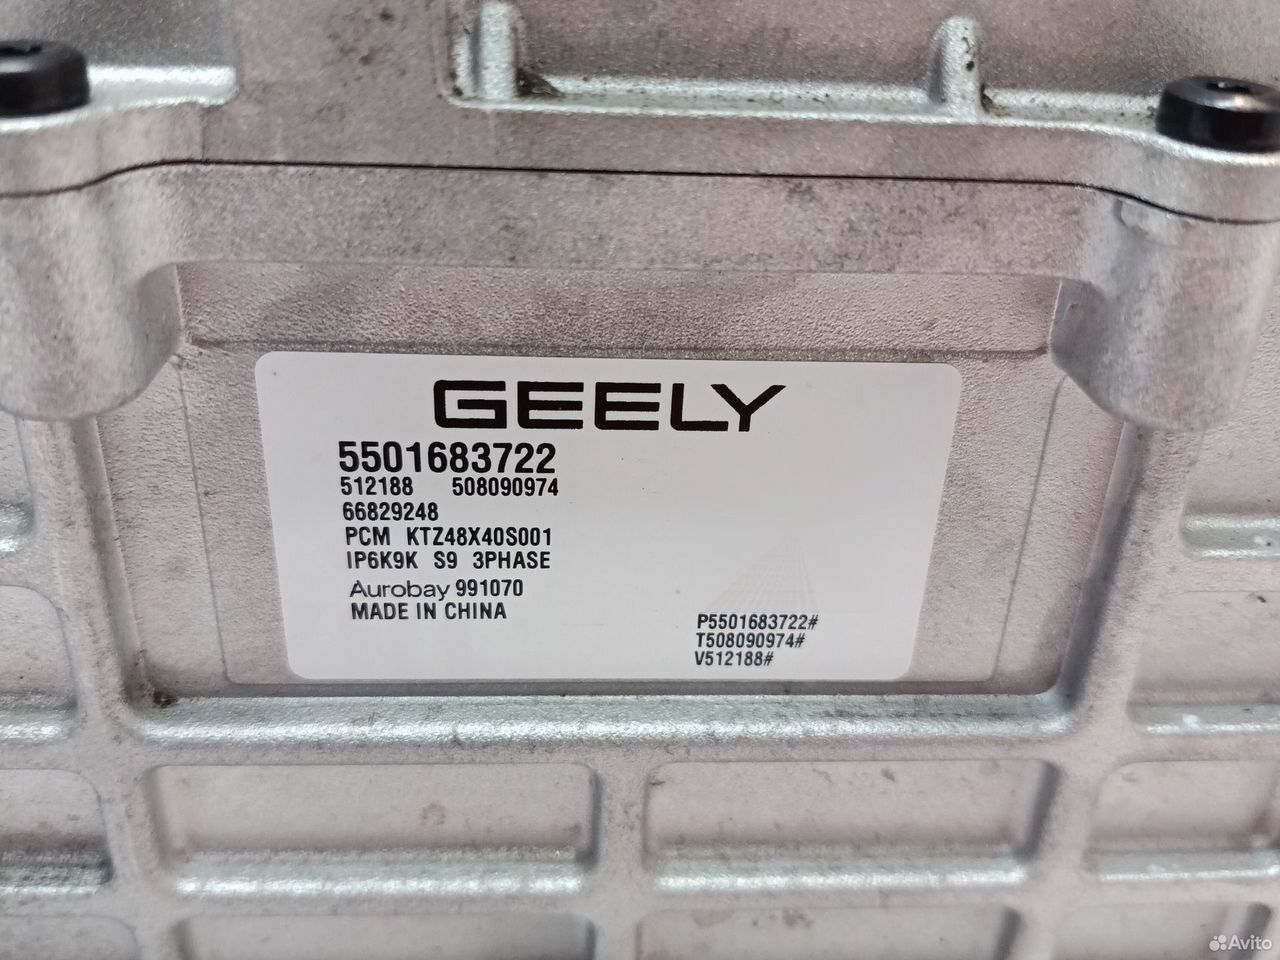 GEELY
5501683722
512188 508090974
66829248
PCM KTZ48X40S001
IP6K9K S9 3PHASE
Aurobay 991070
MADE IN CHINA
P5501683722#
T508090974#
V512188#
Avito